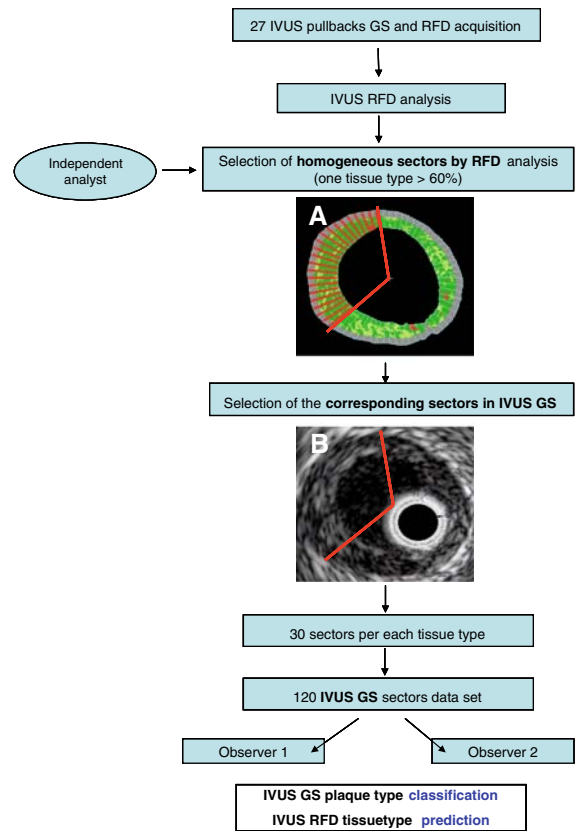 27 IVUS pullbacks GS and RFD acquisition
IVUS RFD analysis
Independent
analyst
Selection of homogeneous sectors by RFD analysis
(one tissue type > 60%)
A
Selection of the corresponding sectors in IVUS GS
B
30 sectors per each tissue type
120 IVUS GS sectors data set
Observer 1
Observer 2
IVUS GS plaque type classification
IVUS RFD tissuetype prediction